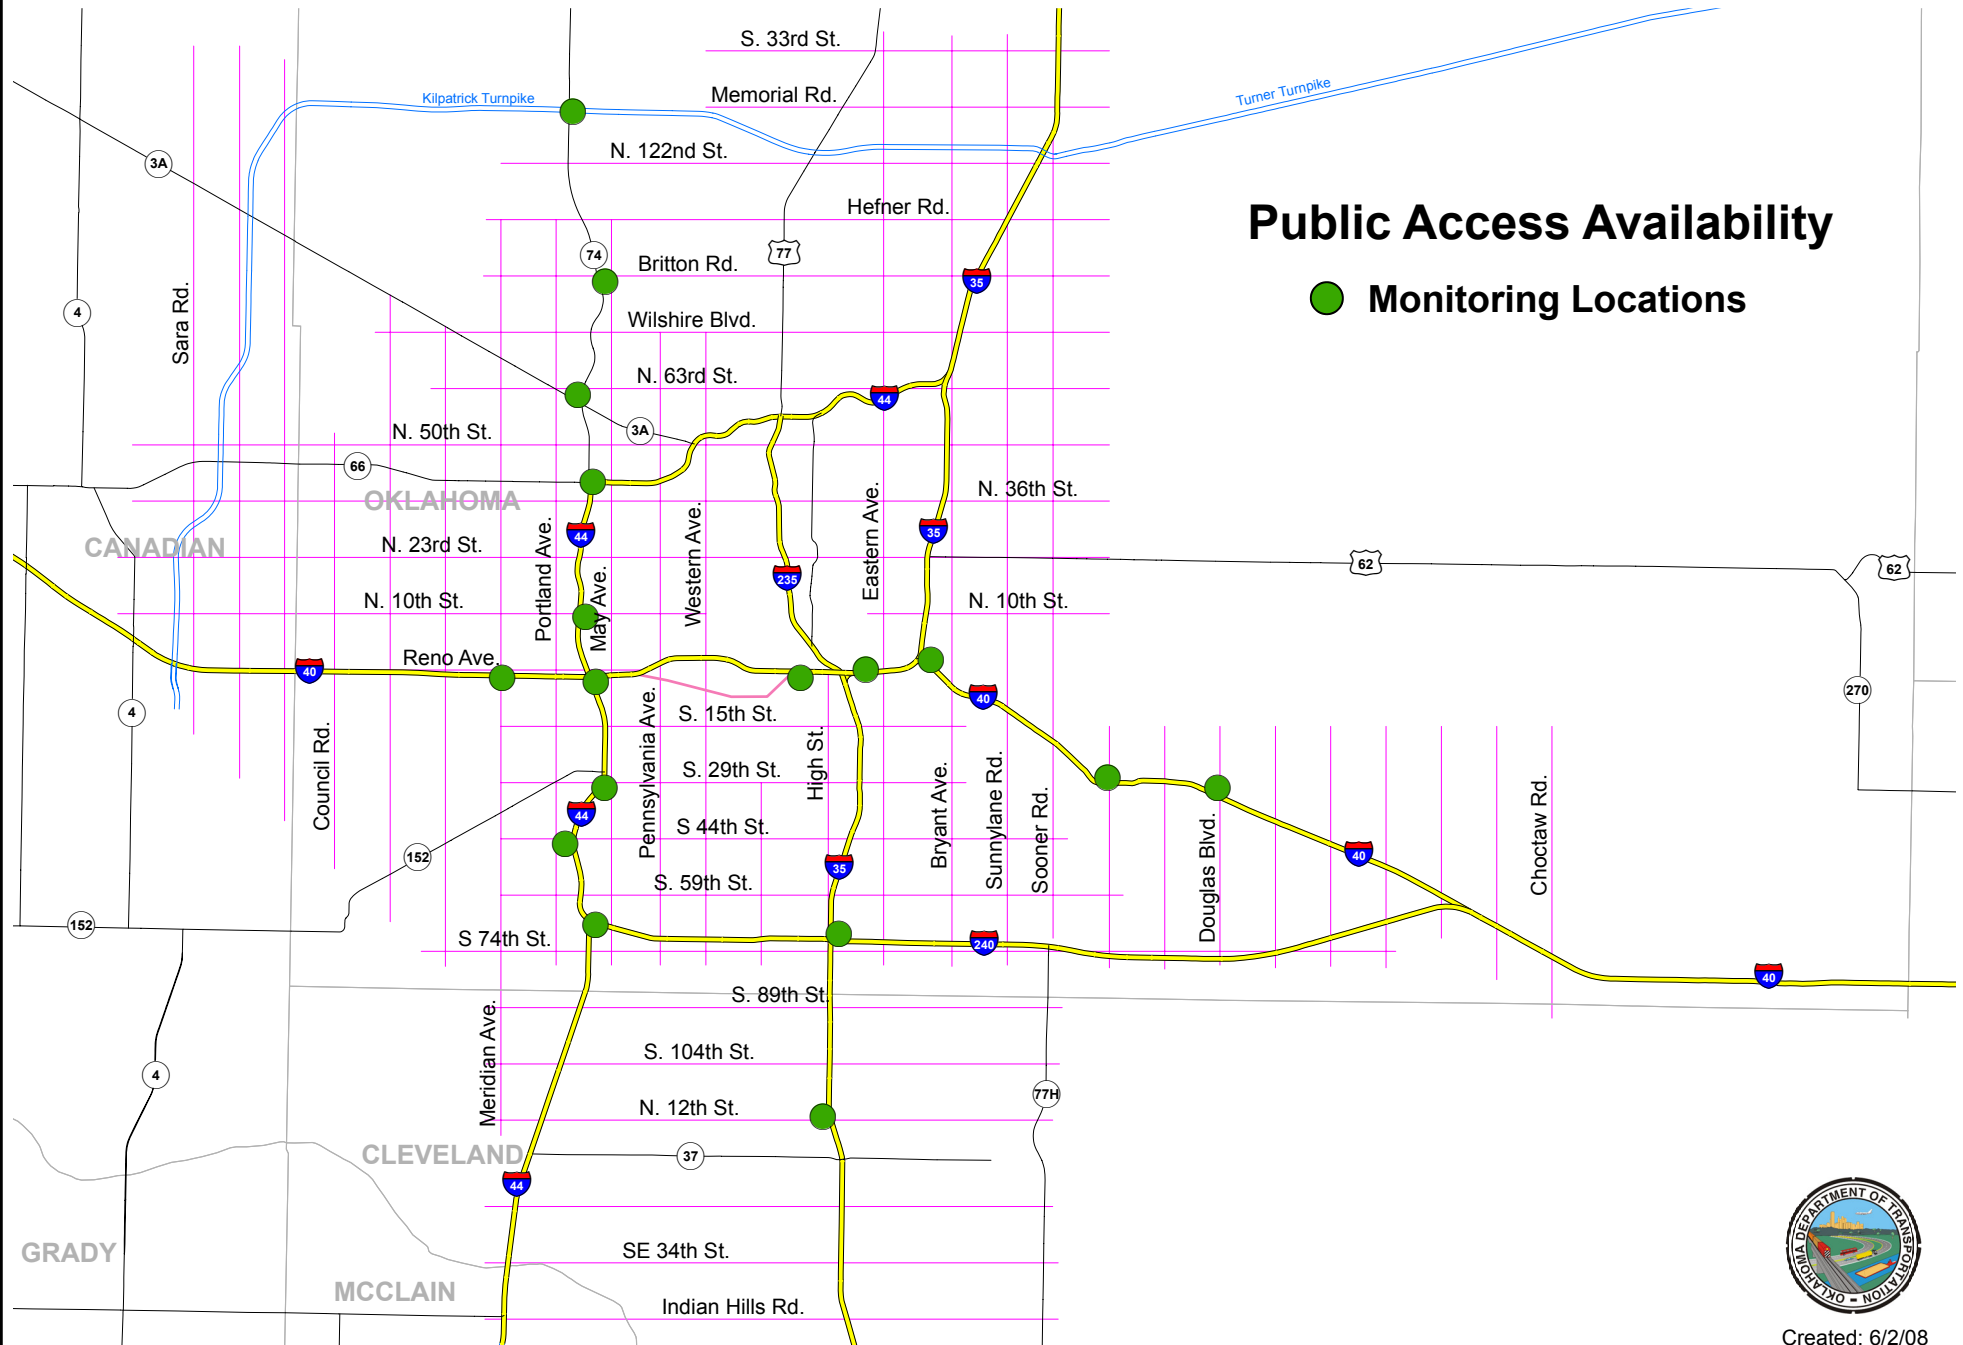 S. 33rd St.
Kilpatrick Turnpike
Memorial Rd.
Turner Turnpike
3A
N. 122nd St.
Hefner Rd.
Public Access Availability
74
77
Britton Rd.
35
Monitoring Locations
4
Sara Rd.
Wilshire Blvd.
N. 63rd St.
44
N. 50th St.
3A
66
OKLAHOMA
N. 36th St.
CANADIAN
N. 23rd St.
44
Portland Ave.
May Ave.
Western Ave.
235
Eastern Ave.
35
62
62
N. 10th St.
N. 10th St.
Reno Ave.
40
40
270
4
Council Rd.
Pennsylvania Ave.
S. 15th St.
High St.
S. 29th St.
44
S 44th St.
Bryant Ave.
Sunnylane Rd.
Sooner Rd.
Douglas Blvd.
Choctaw Rd.
152
35
40
S. 59th St.
152
S 74th St.
240
40
S. 89th St.
Meridian Ave.
S. 104th St.
4
77H
N. 12th St.
CLEVELAND
37
44
GRADY
SE 34th St.
MCCLAIN
Indian Hills Rd.
OKLAHOMA DEPARTMENT OF TRANSPORTATION
Created: 6/2/08